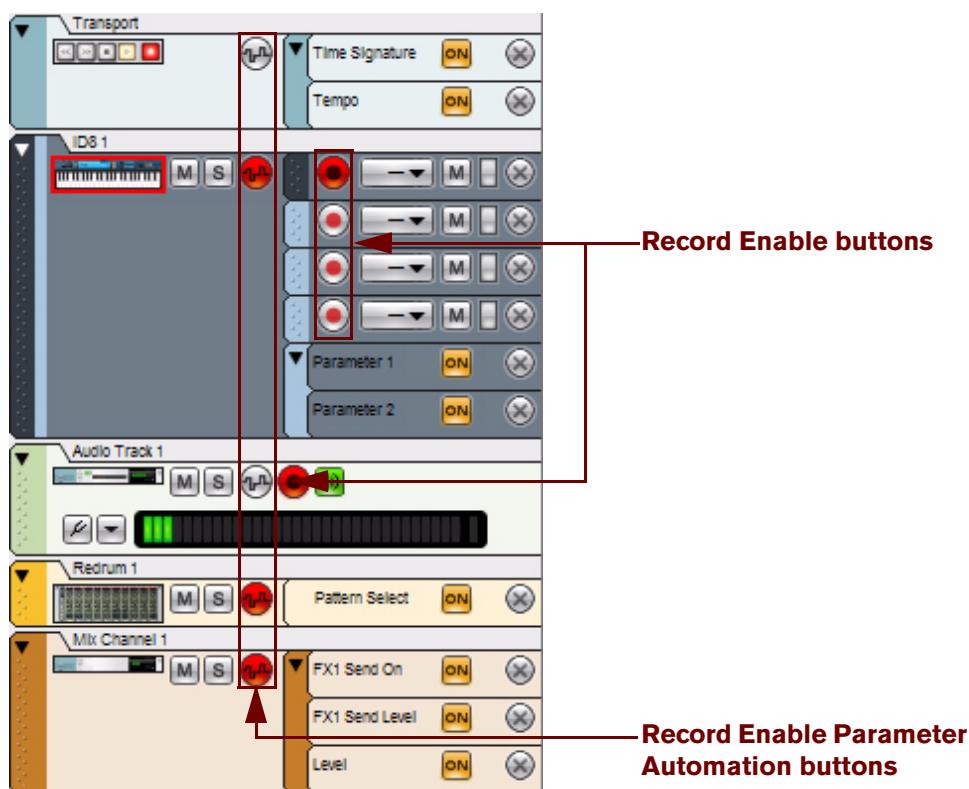 Transport
Time Signature ON
Tempo ON
ID8 1
M S M
M
Record Enable buttons
M
M
Parameter 1 ON
Parameter 2 ON
Audio Track 1
M S
Redrum 1
M S Pattern Select ON
Mix Channel 1
M S FX1 Send On ON
FX1 Send Level ON
Record Enable Parameter
Automation buttons
Level ON